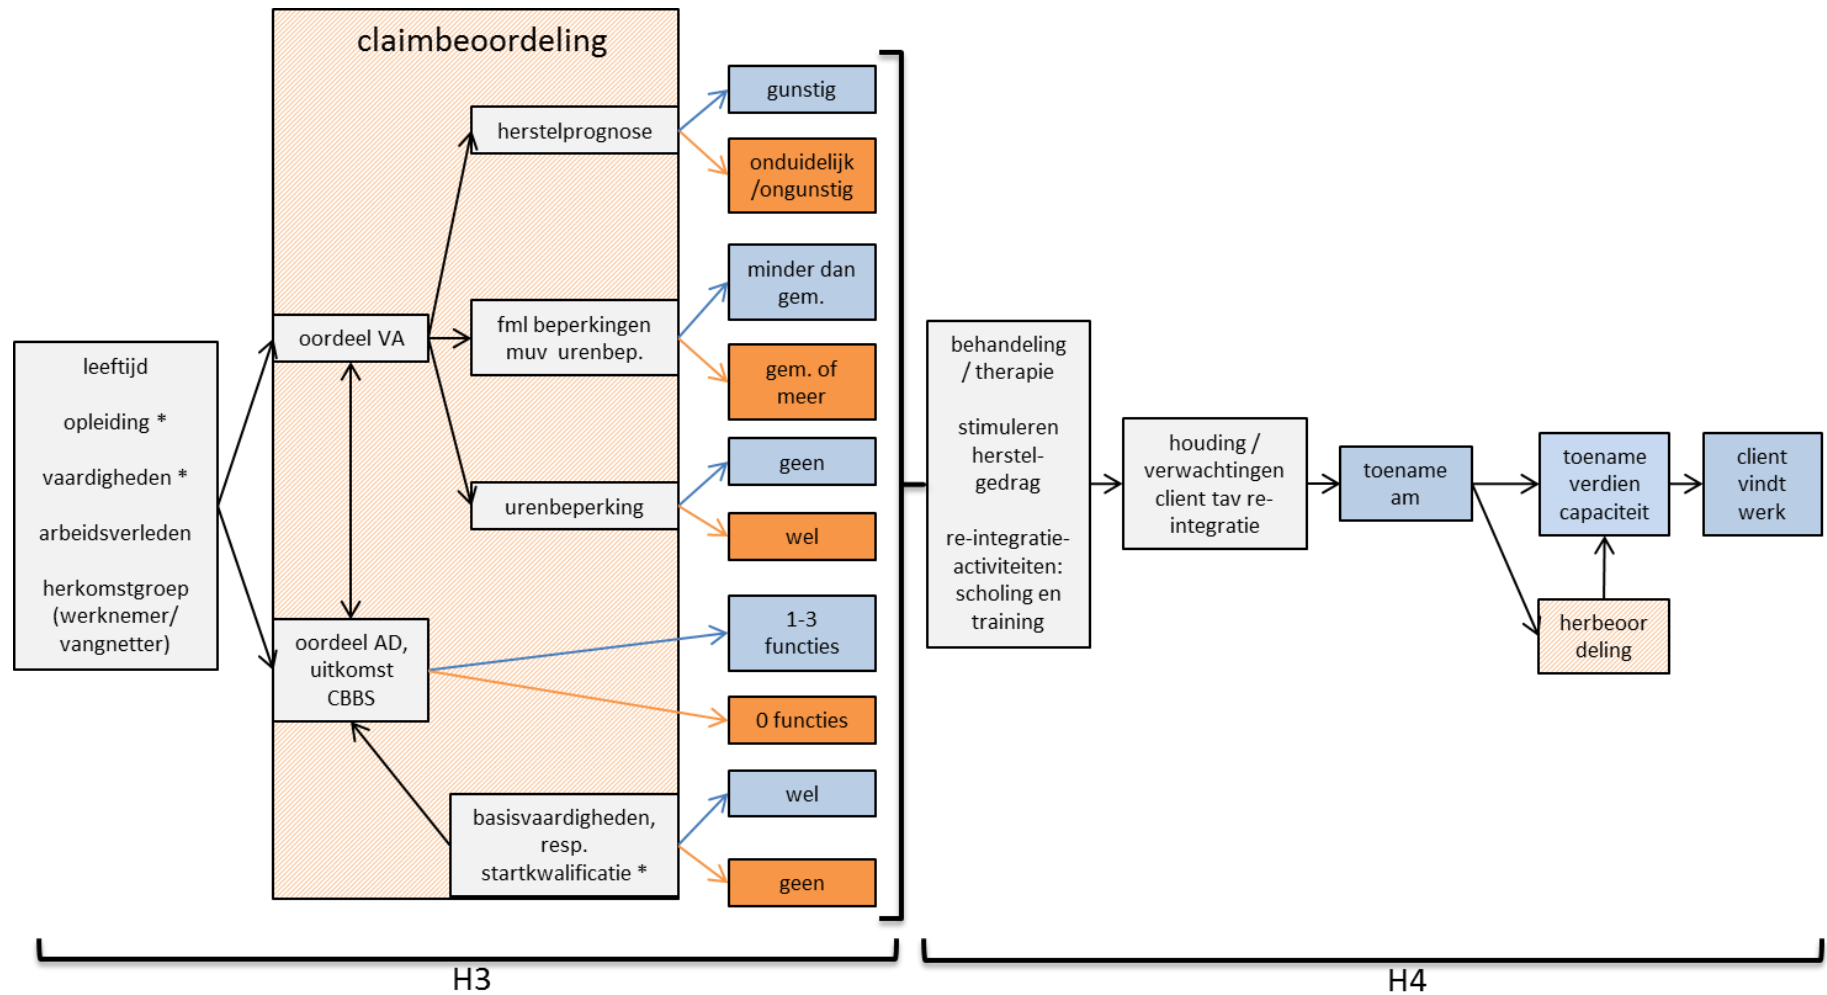 claimbeoordeling
leeftijd
opleiding *
vaardigheden *
arbeidsverleden
herkomstgroep
(werknemer/
vangnetter)
oordeel VA
oordeel AD,
uitkomst
CBBS
herstelprognose
fml beperkingen
muv urenbep.
urenbeperking
basisvaardigheden,
resp.
startkwalificatie *
gunstig
onduidelijk
/ongunstig
minder dan
gem.
gem. of
meer
geen
wel
1-3
functies
0 functies
wel
geen
behandeling
/ therapie
stimuleren
herstel-
gedrag
re-integratie-
activiteiten:
scholing en
training
houding /
verwachtingen
client tav re-
integratie
toename
am
toename
verdien
capaciteit
client
vindt
werk
herbeoor
deling
H3
H4